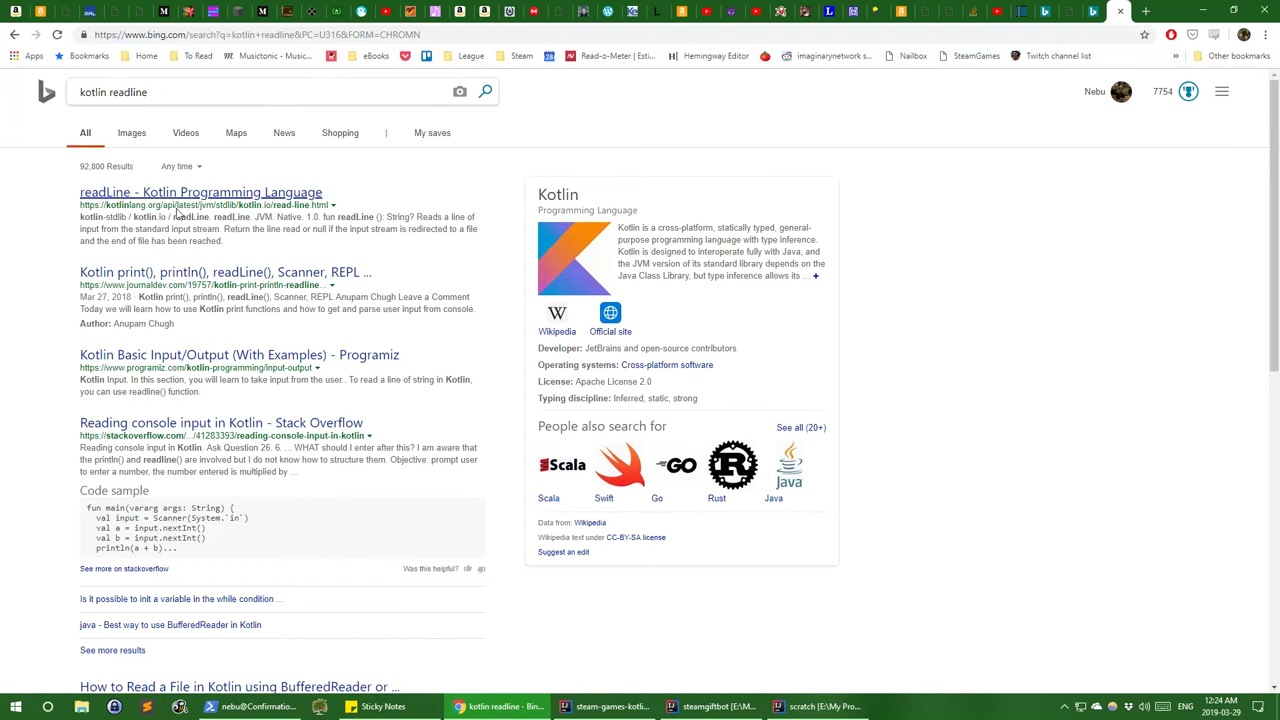 https://www.bing.com/search?q=kotlin+readline&PC=U316&FORM=CHROMN
Apps Bookmarks Home To Read Musictonic - Music... eBooks League Steam 28 Read-o-Meter | Esti... Hemingway Editor imaginarynetwork.s... Nailbox SteamGames Twitch channel list » Other bookmarks
kotlin readline
Nebu 7754
All Images Videos Maps News Shopping | My saves
92,800 Results Any time
readLine - Kotlin Programming Language
https://kotlinlang.org/api/latest/jvm/stdlib/kotlin.io/read-line.html
kotlin-stdlib / kotlin.io / readLine. readLine. JVM. Native. 1.0. fun readLine (): String? Reads a line of
input from the standard input stream. Return the line read or null if the input stream is redirected to a file
and the end of file has been reached.
Kotlin print(), println(), readLine(), Scanner, REPL ...
https://www.journaldev.com/19757/kotlin-print-println-readline...
Mar 27, 2018 · Kotlin print(), println(), readLine(), Scanner, REPL Anupam Chugh Leave a Comment
Today we will learn how to use Kotlin print functions and how to get and parse user input from console.
Author: Anupam Chugh
Kotlin Basic Input/Output (With Examples) - Programiz
https://www.programiz.com/kotlin-programming/input-output
Kotlin Input. In this section, you will learn to take input from the user.. To read a line of string in Kotlin,
you can use readline() function.
Reading console input in Kotlin - Stack Overflow
https://stackoverflow.com/.../41283393/reading-console-input-in-kotlin
Reading console input in Kotlin. Ask Question 26. 6. ... WHAT should I enter after this? I am aware that
the println() and readline() are involved but I do not know how to structure them. Objective: prompt user
to enter a number, the number entered is multiplied by ...
Code sample
fun main(vararg args: String) {
val input = Scanner(System.`in`)
val a = input.nextInt()
val b = input.nextInt()
println(a + b)...
See more on stackoverflow Was this helpful?
Is it possible to init a variable in the while condition ...
java - Best way to use BufferedReader in Kotlin
See more results
How to Read a File in Kotlin using BufferedReader or ...
Kotlin
Programming Language
Kotlin is a cross-platform, statically typed, general-
purpose programming language with type inference.
Kotlin is designed to interoperate fully with Java, and
the JVM version of its standard library depends on the
Java Class Library, but type inference allows its ... +
W
Wikipedia Official site
Developer: JetBrains and open-source contributors
Operating systems: Cross-platform software
License: Apache License 2.0
Typing discipline: Inferred, static, strong
People also search for See all (20+)
Scala GO R Java
Scala Swift Go Rust Java
Data from: Wikipedia
Wikipedia text under CC-BY-SA license
Suggest an edit
nebu@Confirmatio... Sticky Notes kotlin readline - Bin... steam-games-kotli... steamgiftbot [E:\M... scratch [E:\My Pro... ENG 12:24 AM
2019-03-29